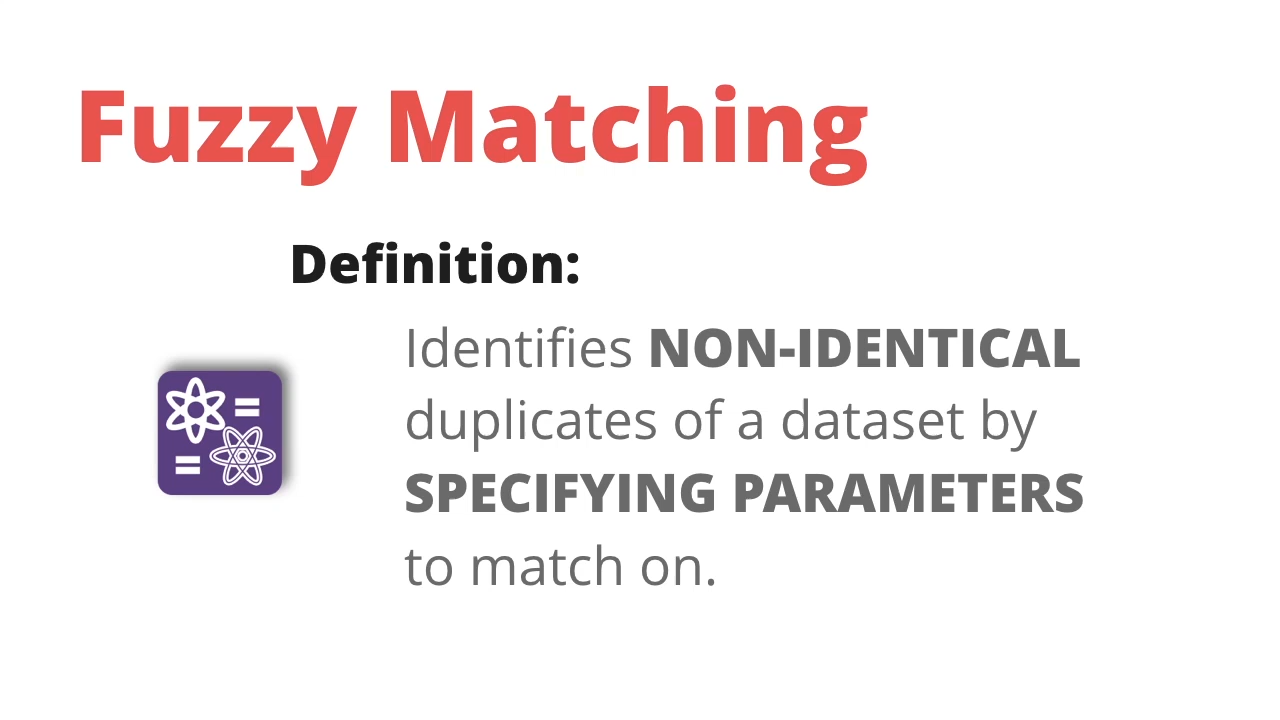 Fuzzy Matching
Definition:
Identifies NON-IDENTICAL
duplicates of a dataset by
SPECIFYING PARAMETERS
to match on.